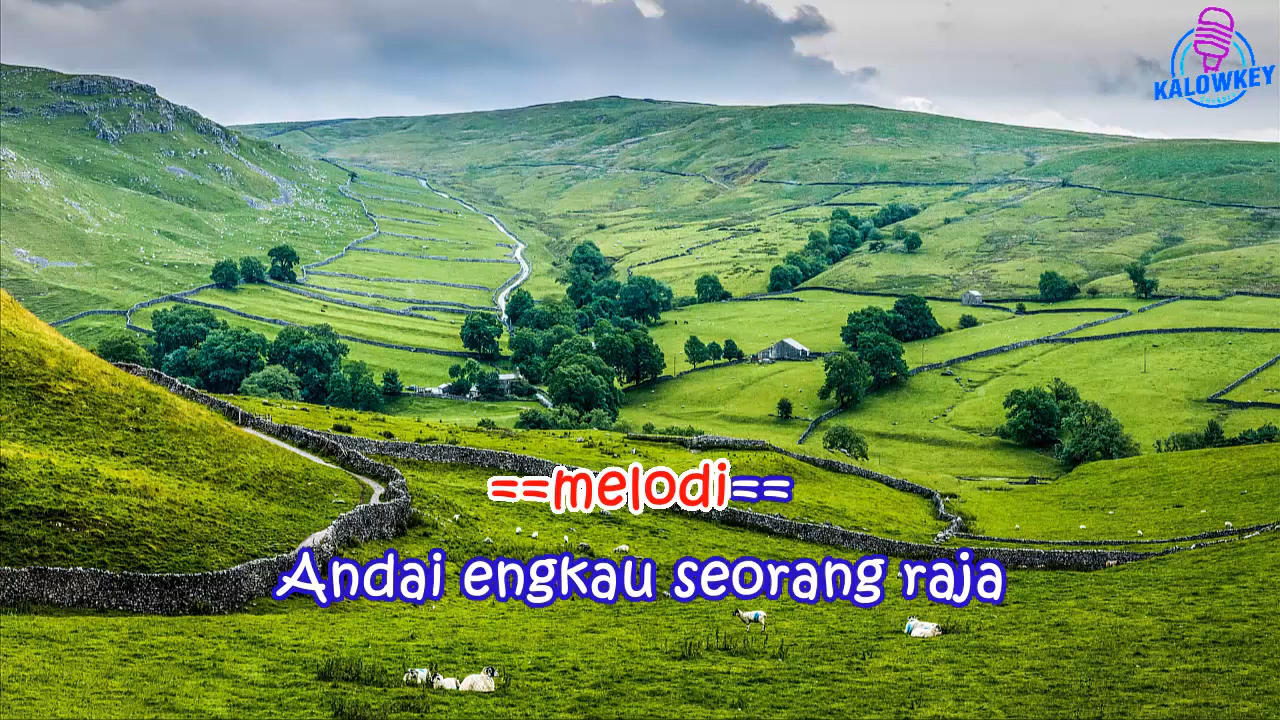 KALOWKEY
==melodi==
Andai engkau seorang raja